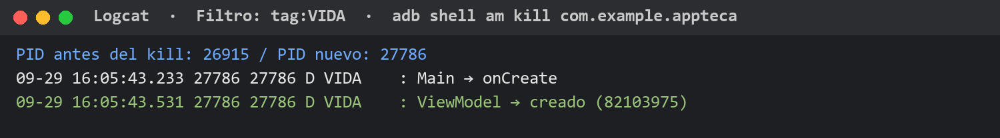 Logcat · Filtro: tag:VIDA · adb shell am kill com.example.appteca
PID antes del kill: 26915 / PID nuevo: 27786
09-29 16:05:43.233 27786 27786 D VIDA    : Main → onCreate
09-29 16:05:43.531 27786 27786 D VIDA    : ViewModel → creado (82103975)